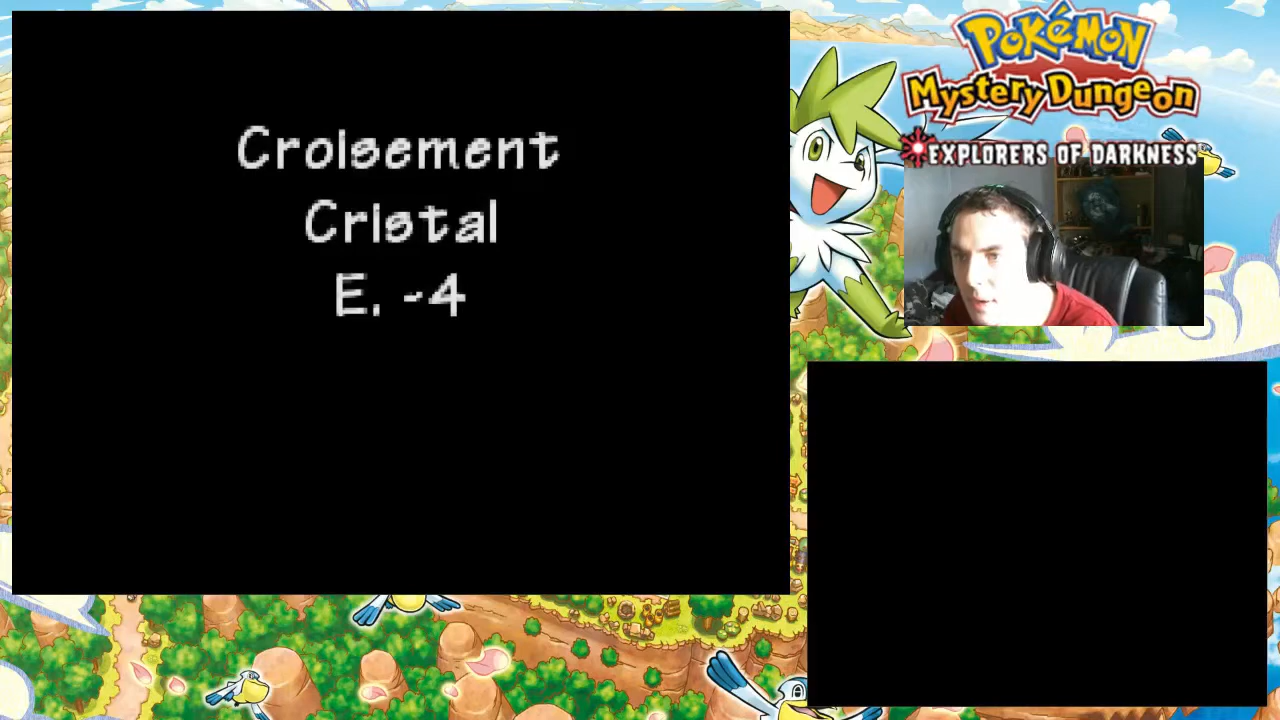 Croisement
Cristal
E. -4
POKéMON
Mystery Dungeon
EXPLORERS OF DARKNESS